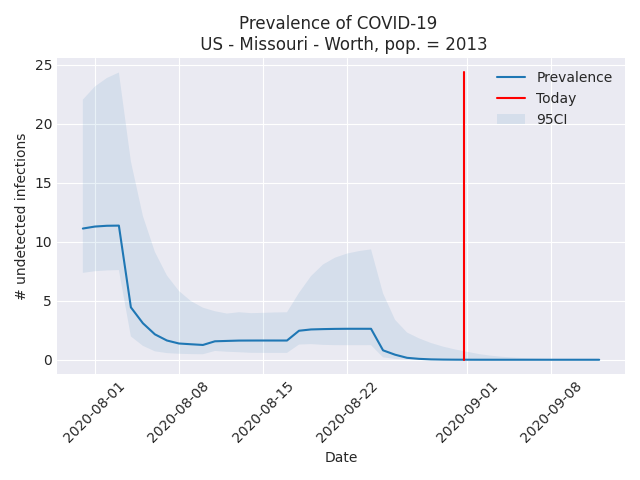 Prevalence of COVID-19
US - Missouri - Worth, pop. = 2013
25
20
15
10
5
0
# undetected infections
Prevalence
Today
95CI
2020-08-01
2020-08-08
2020-08-15
2020-08-22
2020-09-01
2020-09-08
Date